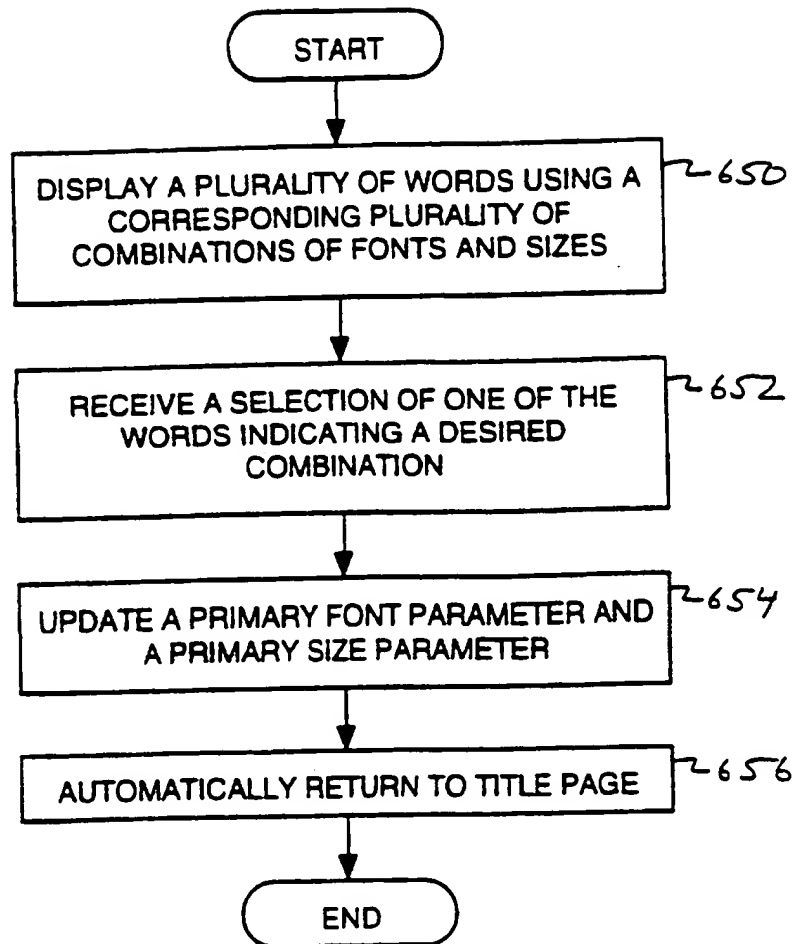 START
DISPLAY A PLURALITY OF WORDS USING A
CORRESPONDING PLURALITY OF
COMBINATIONS OF FONTS AND SIZES
650
RECEIVE A SELECTION OF ONE OF THE
WORDS INDICATING A DESIRED
COMBINATION
652
UPDATE A PRIMARY FONT PARAMETER AND
A PRIMARY SIZE PARAMETER
654
AUTOMATICALLY RETURN TO TITLE PAGE
656
END